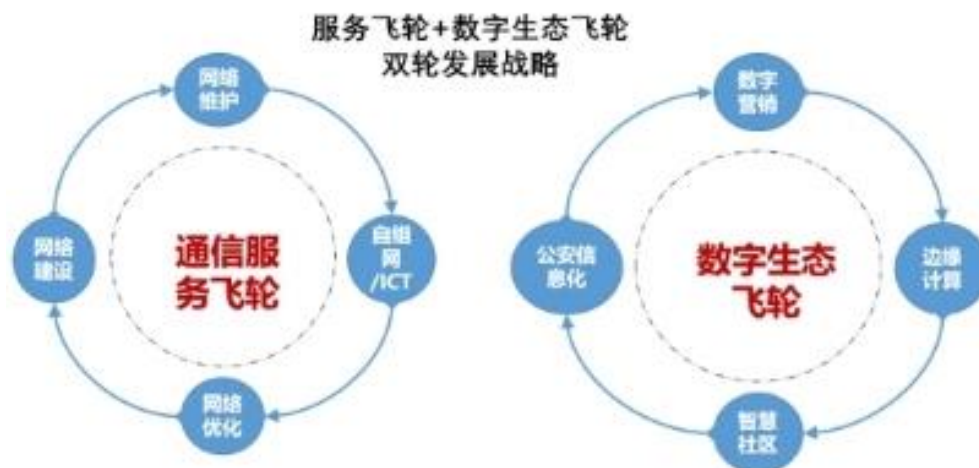 服务飞轮+数字生态飞轮
双轮发展战略
网络
维护
自组
网
/ICT
网络
优化
网络
建设
通信服
务飞轮
数字
营销
边缘
计算
智慧
社区
公安信
息化
数字生态
飞轮